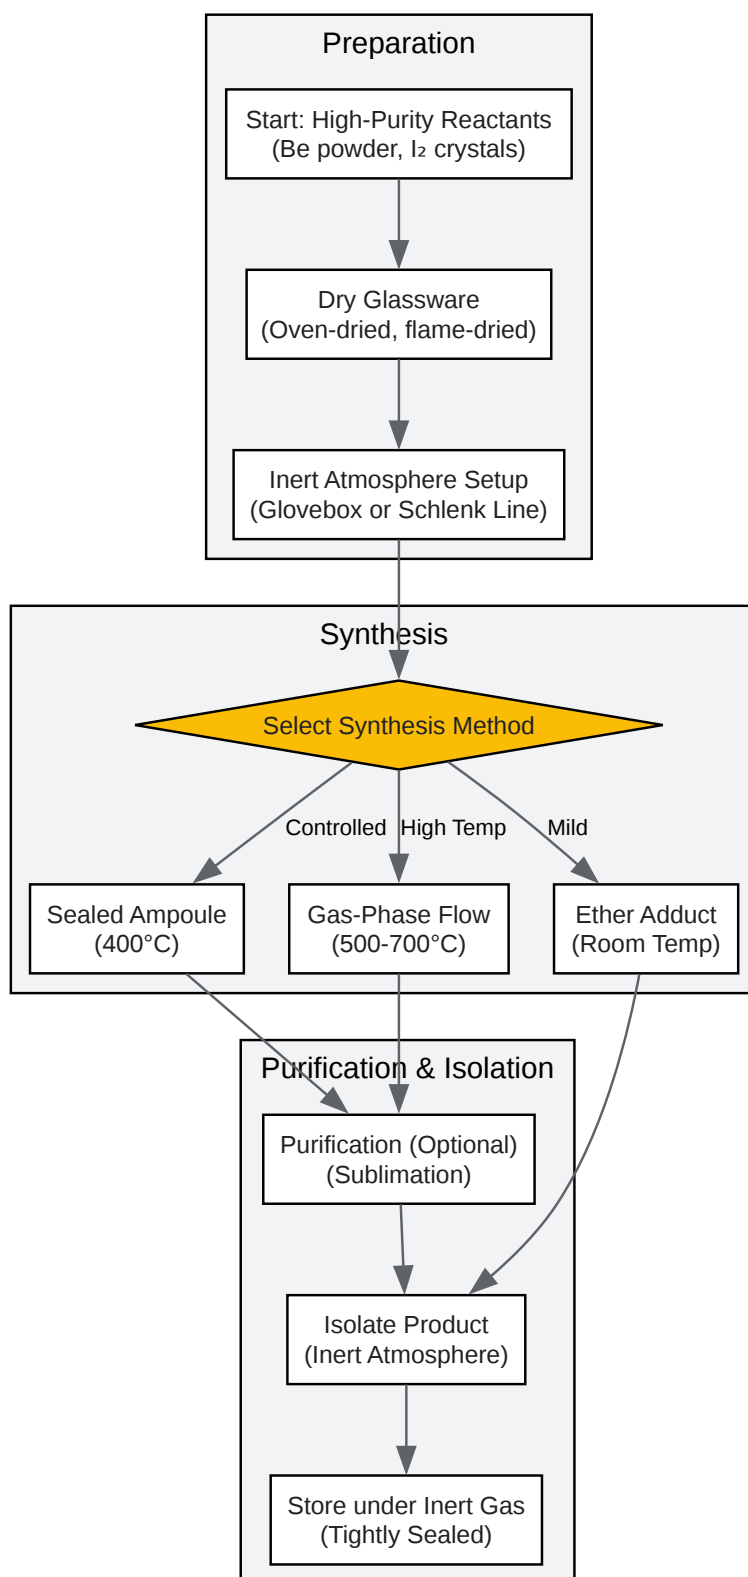 Preparation
Start: High-Purity Reactants
(Be powder, I₂ crystals)
Dry Glassware
(Oven-dried, flame-dried)
Inert Atmosphere Setup
(Glovebox or Schlenk Line)
Synthesis
Select Synthesis Method
Controlled
High Temp
Mild
Sealed Ampoule
(400°C)
Gas-Phase Flow
(500-700°C)
Ether Adduct
(Room Temp)
Purification & Isolation
Purification (Optional)
(Sublimation)
Isolate Product
(Inert Atmosphere)
Store under Inert Gas
(Tightly Sealed)